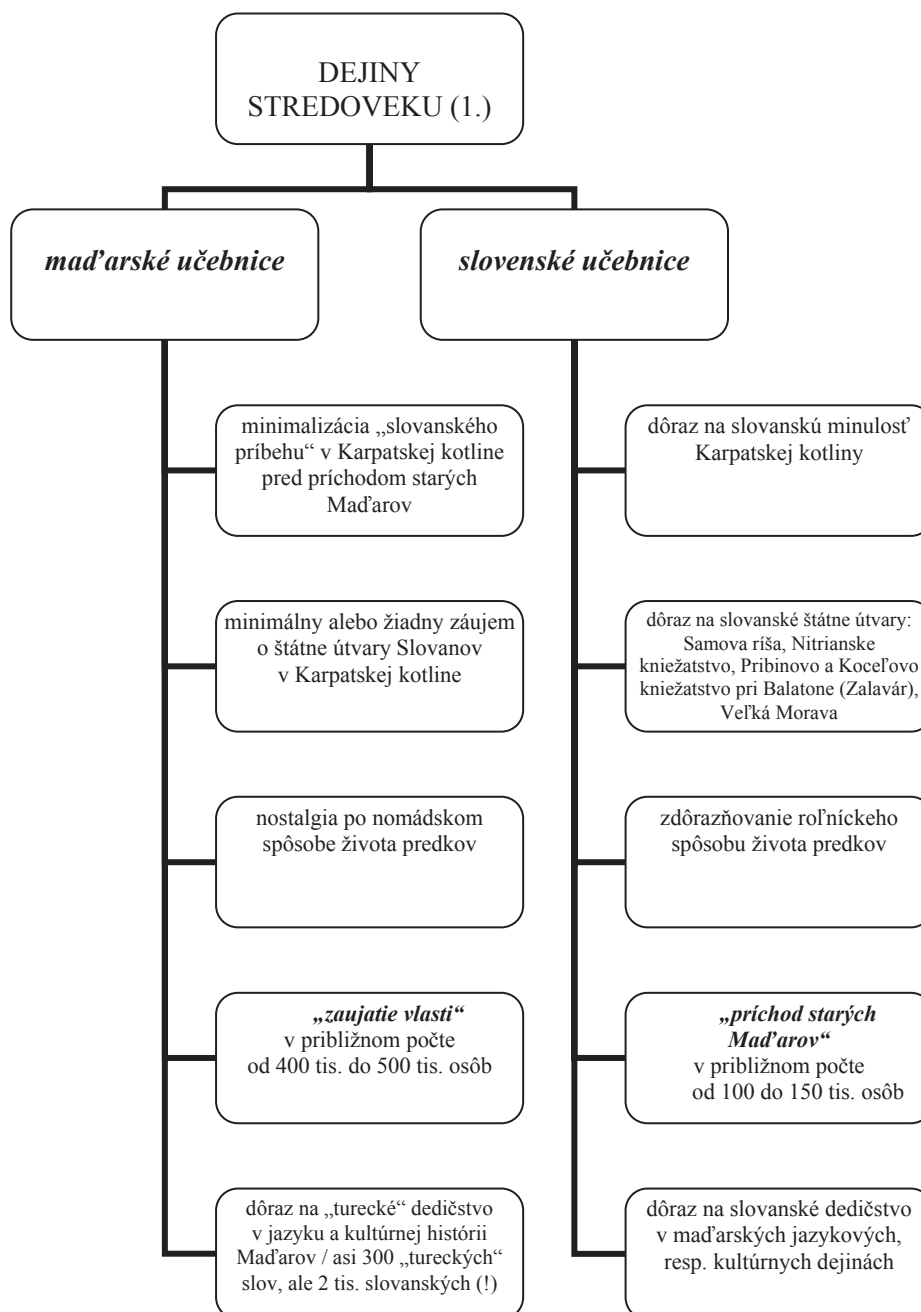 DEJINY
STREDOVEKU (1.)
maďarské učebnice
slovenské učebnice
minimalizácia „slovanského
príbehu“ v Karpatskej kotline
pred príchodom starých
Maďarov
dôraz na slovanskú minulosť
Karpatskej kotliny
minimálny alebo žiadny záujem
o štátne útvary Slovanov
v Karpatskej kotline
dôraz na slovanské štátne útvary:
Samova ríša, Nitrianske
kniežatstvo, Pribinovo a Koceľovo
kniežatstvo pri Balatone (Zalavár),
Veľká Morava
nostalgia po nomádskom
spôsobe života predkov
zdôrazňovanie roľníckeho
spôsobu života predkov
„zaujatie vlasti“
v približnom počte
od 400 tis. do 500 tis. osôb
„príchod starých
Maďarov“
v približnom počte
od 100 do 150 tis. osôb
dôraz na „turecké“ dedičstvo
v jazyku a kultúrnej histórii
Maďarov / asi 300 „tureckých“
slov, ale 2 tis. slovanských (!)
dôraz na slovanské dedičstvo
v maďarských jazykových,
resp. kultúrnych dejinách